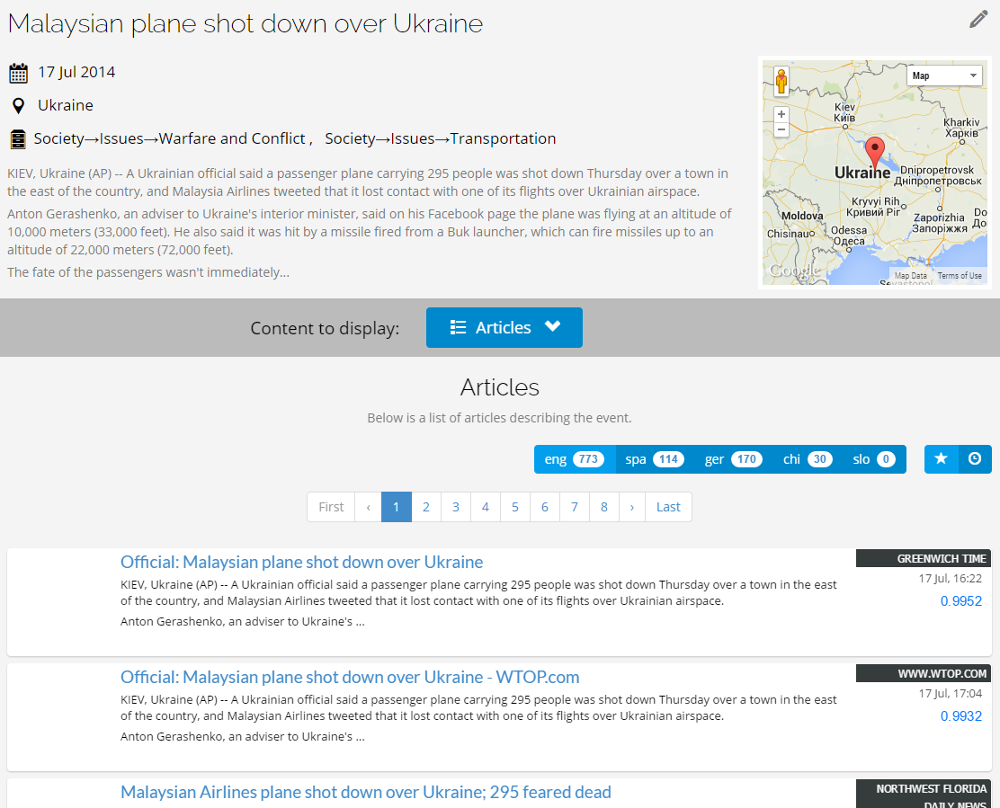 Malaysian plane shot down over Ukraine
17 Jul 2014
Ukraine
Society→Issues→Warfare and Conflict , Society→Issues→Transportation
KIEV, Ukraine (AP) -- A Ukrainian official said a passenger plane carrying 295 people was shot down Thursday over a town in
the east of the country, and Malaysia Airlines tweeted that it lost contact with one of its flights over Ukrainian airspace.
Anton Gerashenko, an adviser to Ukraine's interior minister, said on his Facebook page the plane was flying at an altitude of
10,000 meters (33,000 feet). He also said it was hit by a missile fired from a Buk launcher, which can fire missiles up to an
altitude of 22,000 meters (72,000 feet).
The fate of the passengers wasn't immediately...
Map
+
−
Kiev
Київ
Kharkiv
Харків
Ukraine
Dnipropetrovsk
Дніпропетровськ
Kryvyi Rih
Кривий Ріг
Moldova
Zaporizhia
Запоріжжя
Do
До
Chisinau
Odessa
Одеса
Google
Map Data Terms of Use
Sevastopol
Content to display:
Articles
Articles
Below is a list of articles describing the event.
eng 773 spa 114 ger 170 chi 30 slo 0
First ‹ 1 2 3 4 5 6 7 8 › Last
Official: Malaysian plane shot down over Ukraine
KIEV, Ukraine (AP) -- A Ukrainian official said a passenger plane carrying 295 people was shot down Thursday over a town in the east
of the country, and Malaysian Airlines tweeted that it lost contact with one of its flights over Ukrainian airspace.
Anton Gerashenko, an adviser to Ukraine's ...
GREENWICH TIME
17 Jul, 16:22
0.9952
Official: Malaysian plane shot down over Ukraine - WTOP.com
KIEV, Ukraine (AP) -- A Ukrainian official said a passenger plane carrying 295 people was shot down Thursday over a town in the east
of the country, and Malaysian Airlines tweeted that it lost contact with one of its flights over Ukrainian airspace.
Anton Gerashenko, an adviser to Ukraine's ...
WWW.WTOP.COM
17 Jul, 17:04
0.9932
Malaysian Airlines plane shot down over Ukraine; 295 feared dead
NORTHWEST FLORIDA
DAILY NEWS